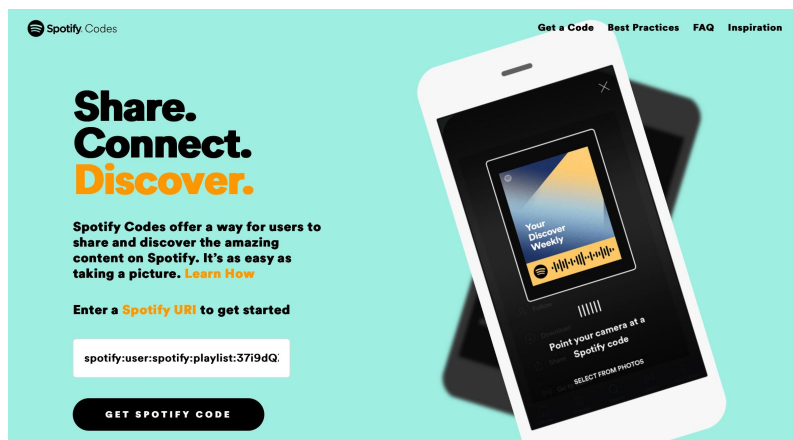 Spotify Codes
Get a Code Best Practices FAQ Inspiration
Share.
Connect.
Discover.
Spotify Codes offer a way for users to
share and discover the amazing
content on Spotify. It's as easy as
taking a picture. Learn How
Enter a Spotify URI to get started
spotify:user:spotify:playlist:37i9dQ
GET SPOTIFY CODE
Your
Discover
Weekly
Follow
Download
Point your camera at a
Spotify code
SELECT FROM PHOTOS